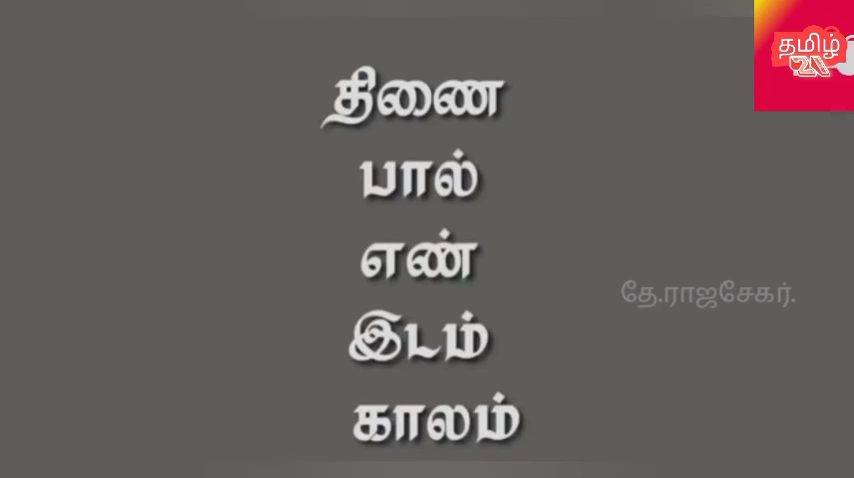 தமிழ்
திணை
பால்
எண்
தே.ராஜசேகர்.
இடம்
காலம்